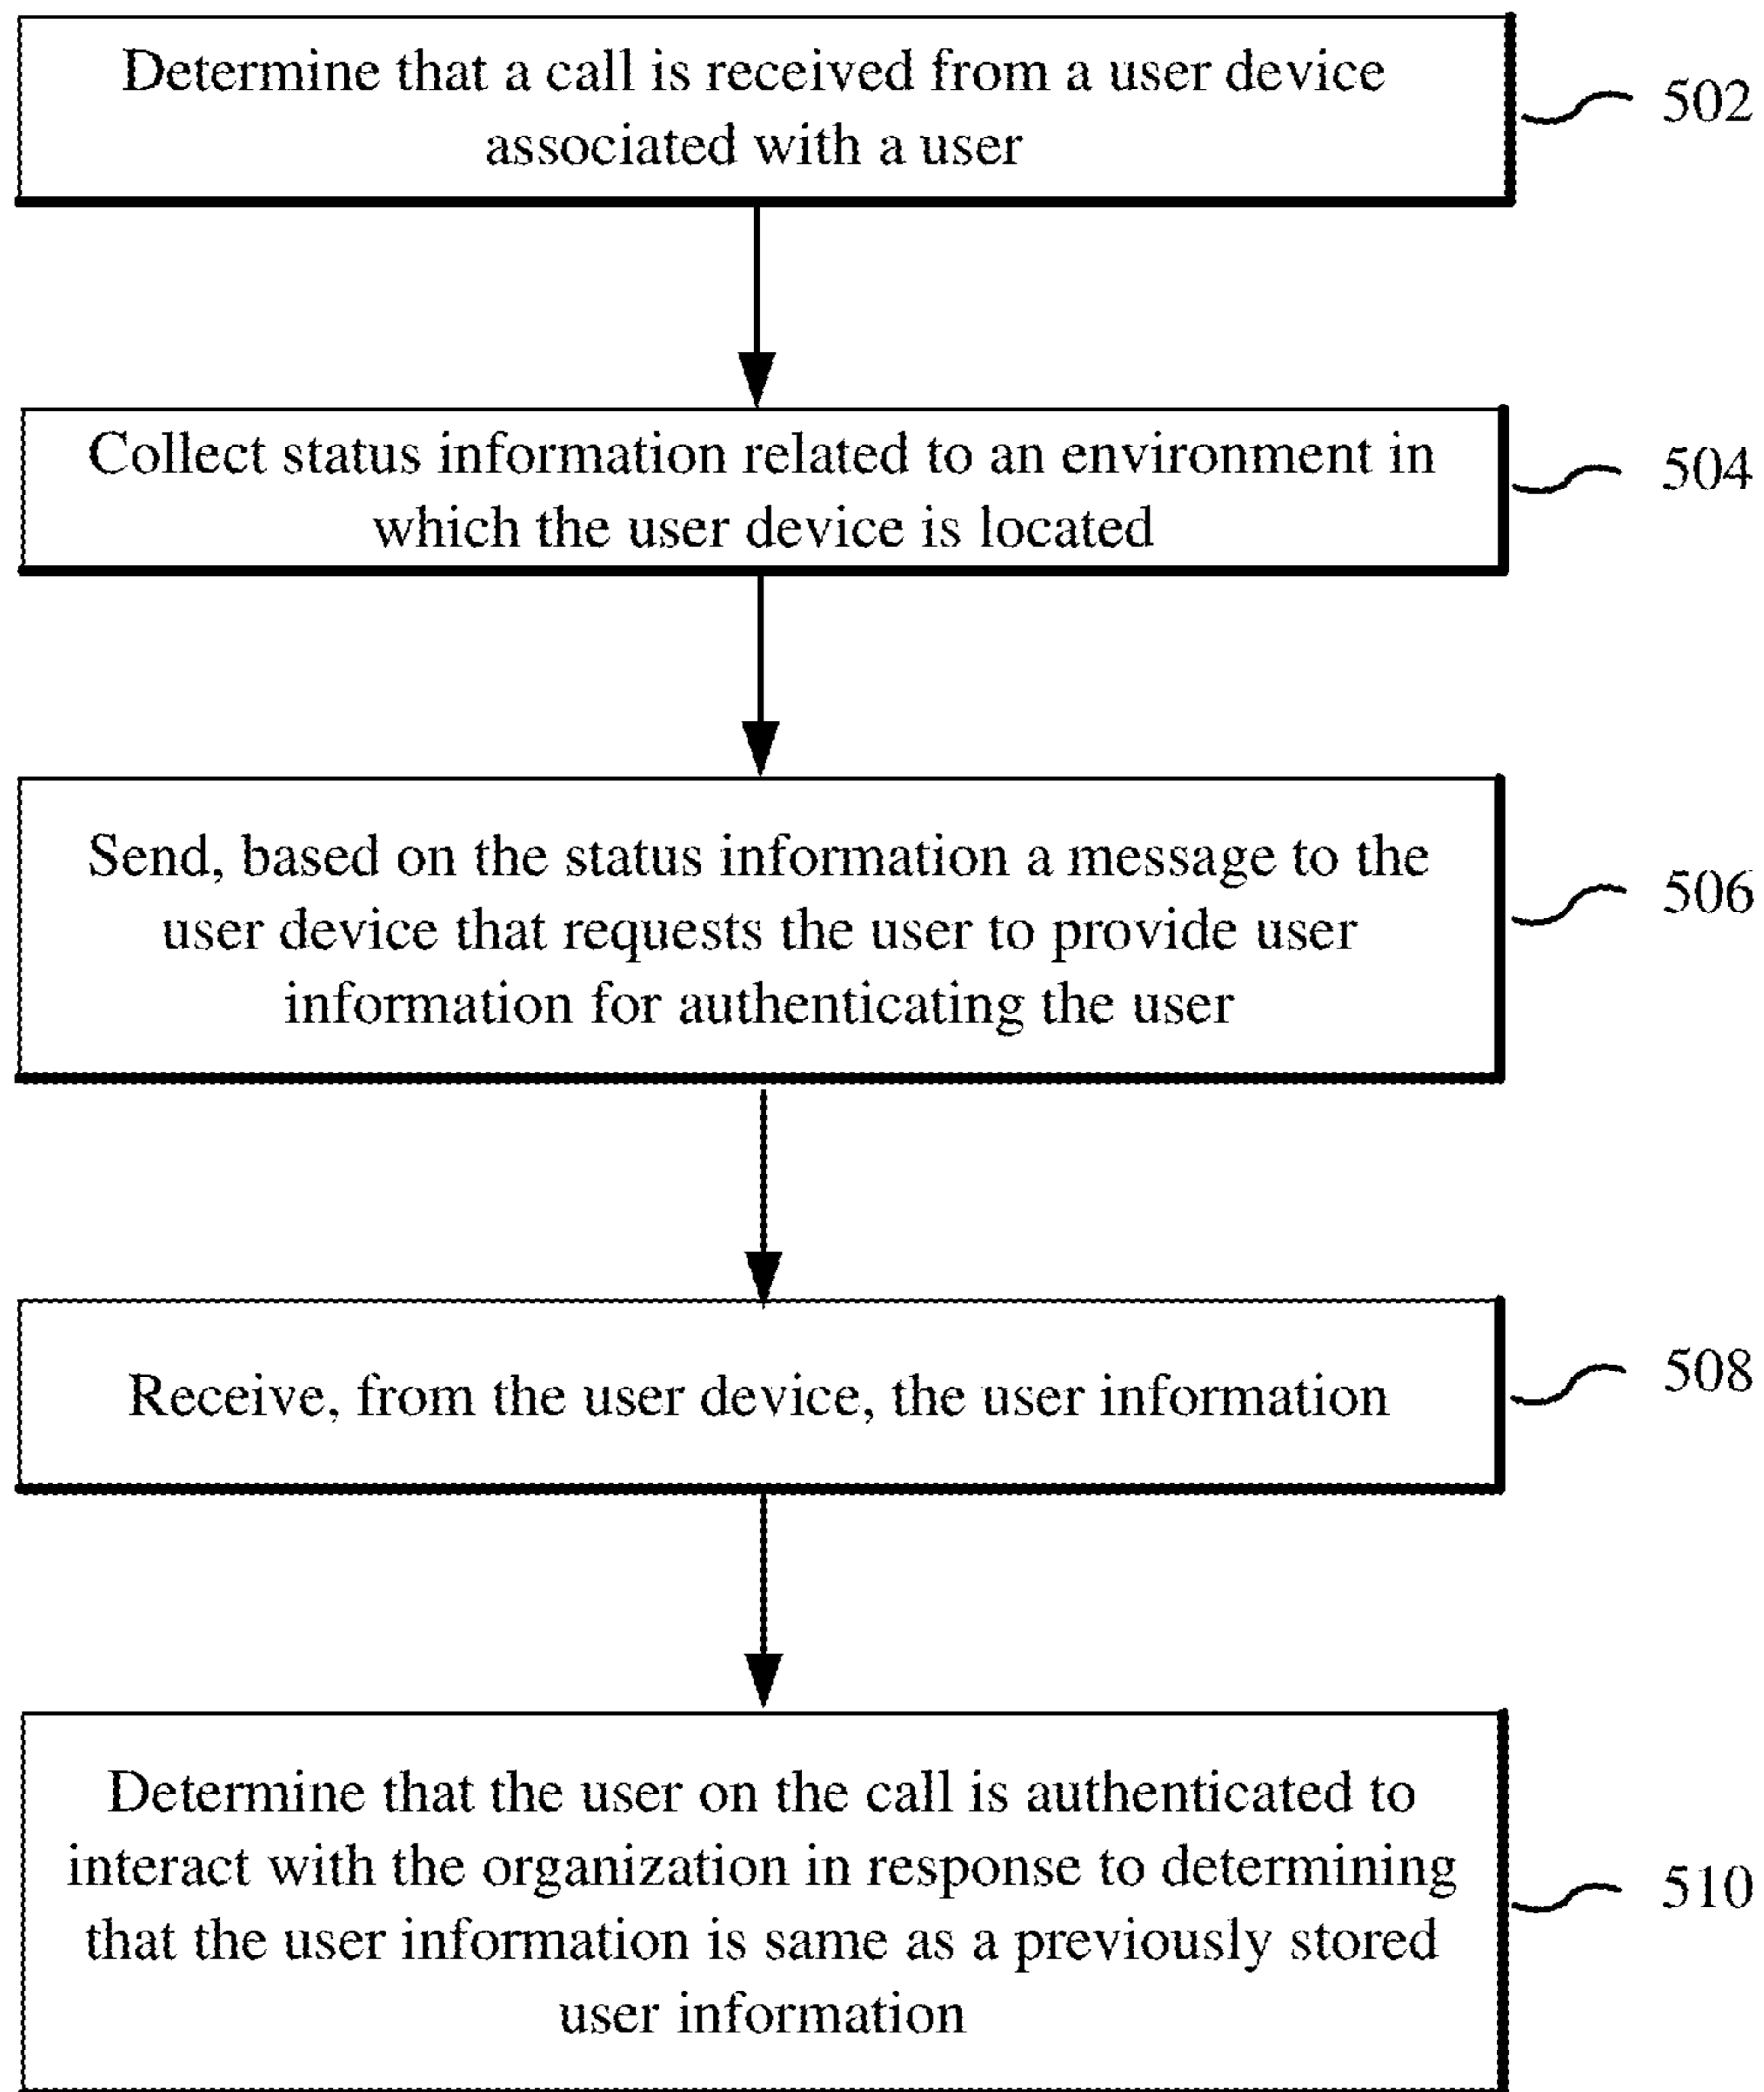 Determine that a call is received from a user device
associated with a user
502
Collect status information related to an environment in
which the user device is located
504
Send, based on the status information a message to the
user device that requests the user to provide user
information for authenticating the user
506
Receive, from the user device, the user information
508
Determine that the user on the call is authenticated to
interact with the organization in response to determining
that the user information is same as a previously stored
user information
510